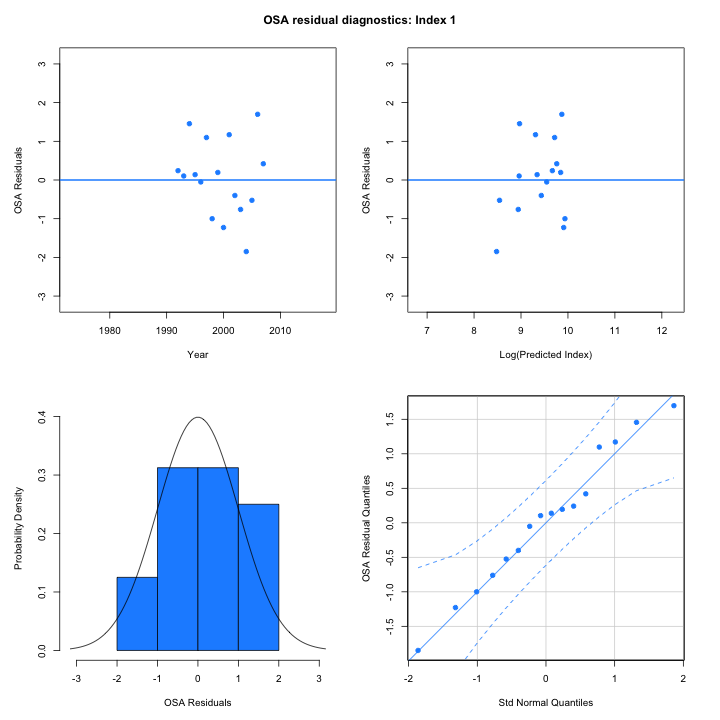 OSA residual diagnostics: Index 1
OSA Residuals
3
2
1
0
-1
-2
-3
1980 1990 2000 2010
Year
OSA Residuals
3
2
1
0
-1
-2
-3
7 8 9 10 11 12
Log(Predicted Index)
Probability Density
0.4
0.3
0.2
0.1
0.0
-3 -2 -1 0 1 2 3
OSA Residuals
OSA Residual Quantiles
1.5
1.0
0.5
0.0
-0.5
-1.0
-1.5
-2 -1 0 1 2
Std Normal Quantiles